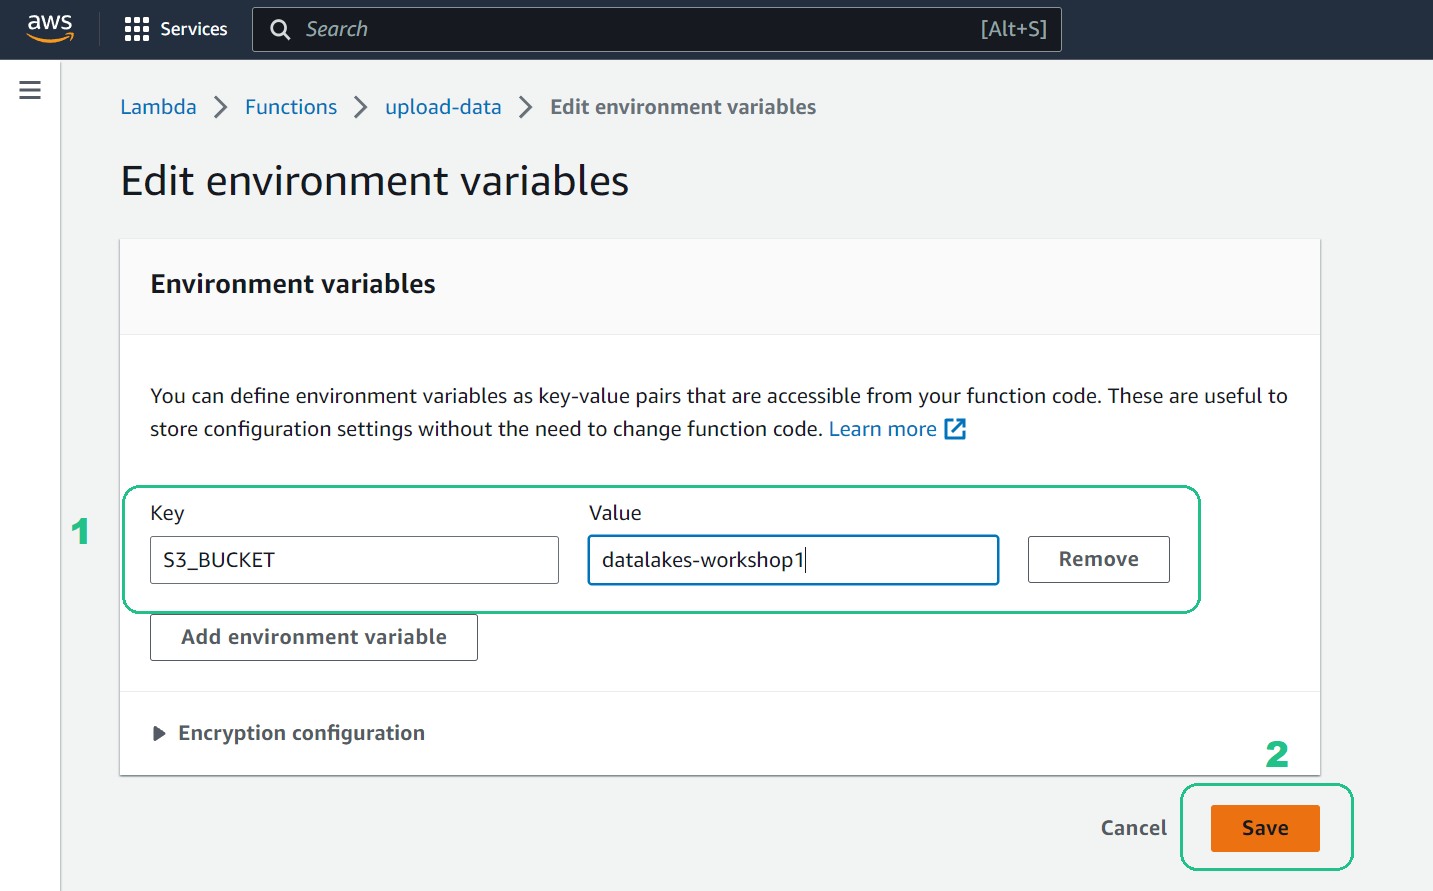 aws
Services
Search
[Alt+S]
Lambda
Functions
upload-data
Edit environment variables
Edit environment variables
Environment variables
You can define environment variables as key-value pairs that are accessible from your function code. These are useful to
store configuration settings without the need to change function code. Learn more
1
Key
Value
S3_BUCKET
datalakes-workshop1
Remove
Add environment variable
Encryption configuration
2
Cancel
Save